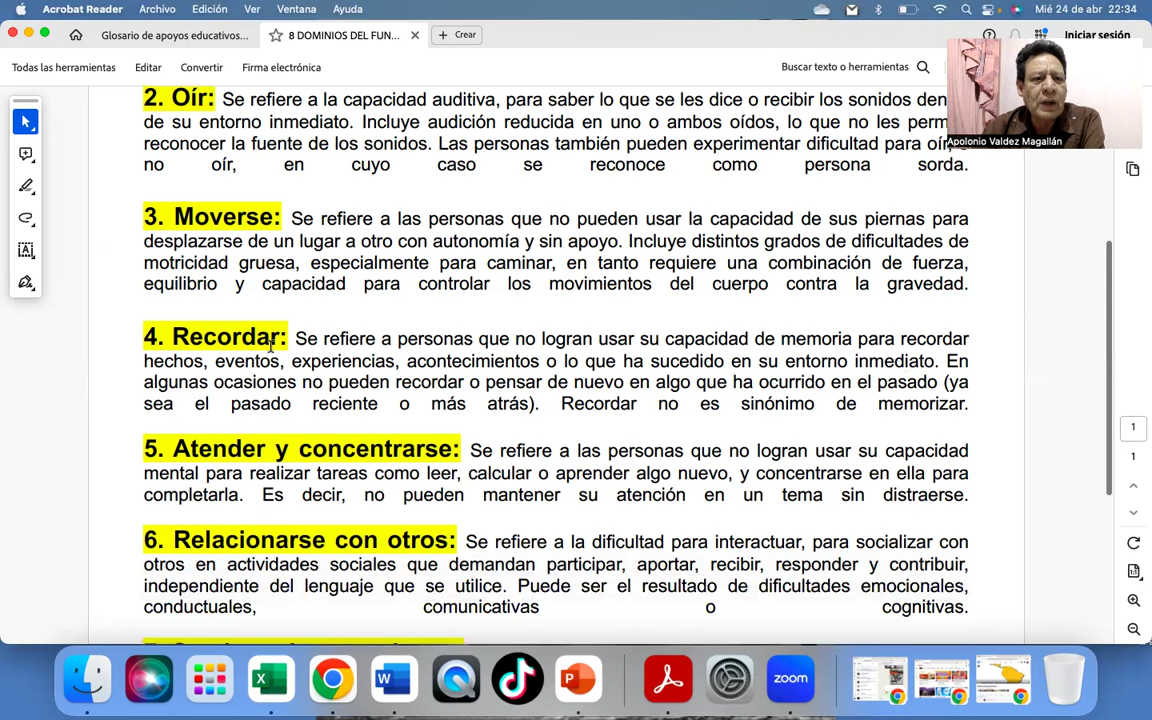 Acrobat Reader Archivo Edición Ver Ventana Ayuda Mié 24 de abr 22:34
Glosario de apoyos educativos... 8 DOMINIOS DEL FUN... Crear Iniciar sesión
Todas las herramientas Editar Convertir Firma electrónica Buscar texto o herramientas
Apolonio Valdez Magallán
2. Oír: Se refiere a la capacidad auditiva, para saber lo que se les dice o recibir los sonidos den
de su entorno inmediato. Incluye audición reducida en uno o ambos oídos, lo que no les perm
reconocer la fuente de los sonidos. Las personas también pueden experimentar dificultad para oír,
no oír, en cuyo caso se reconoce como persona sorda.
3. Moverse: Se refiere a las personas que no pueden usar la capacidad de sus piernas para
desplazarse de un lugar a otro con autonomía y sin apoyo. Incluye distintos grados de dificultades de
motricidad gruesa, especialmente para caminar, en tanto requiere una combinación de fuerza,
equilibrio y capacidad para controlar los movimientos del cuerpo contra la gravedad.
4. Recordar: Se refiere a personas que no logran usar su capacidad de memoria para recordar
hechos, eventos, experiencias, acontecimientos o lo que ha sucedido en su entorno inmediato. En
algunas ocasiones no pueden recordar o pensar de nuevo en algo que ha ocurrido en el pasado (ya
sea el pasado reciente o más atrás). Recordar no es sinónimo de memorizar.
5. Atender y concentrarse: Se refiere a las personas que no logran usar su capacidad
mental para realizar tareas como leer, calcular o aprender algo nuevo, y concentrarse en ella para
completarla. Es decir, no pueden mantener su atención en un tema sin distraerse.
6. Relacionarse con otros: Se refiere a la dificultad para interactuar, para socializar con
otros en actividades sociales que demandan participar, aportar, recibir, responder y contribuir,
independiente del lenguaje que se utilice. Puede ser el resultado de dificultades emocionales,
conductuales, comunicativas o cognitivas.
1
1
zoom